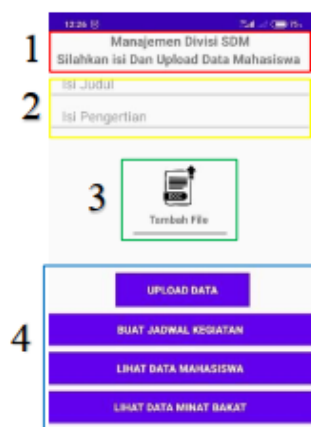 12:26
1
Manajemen Divisi SDM
Silahkan isi Dan Upload Data Mahasiswa
2
Isi Judul
Isi Pengertian
3
DOC
Tambah File
4
UPLOAD DATA
BUAT JADWAL KEGIATAN
LIHAT DATA MAHASISWA
LIHAT DATA MINAT BAKAT